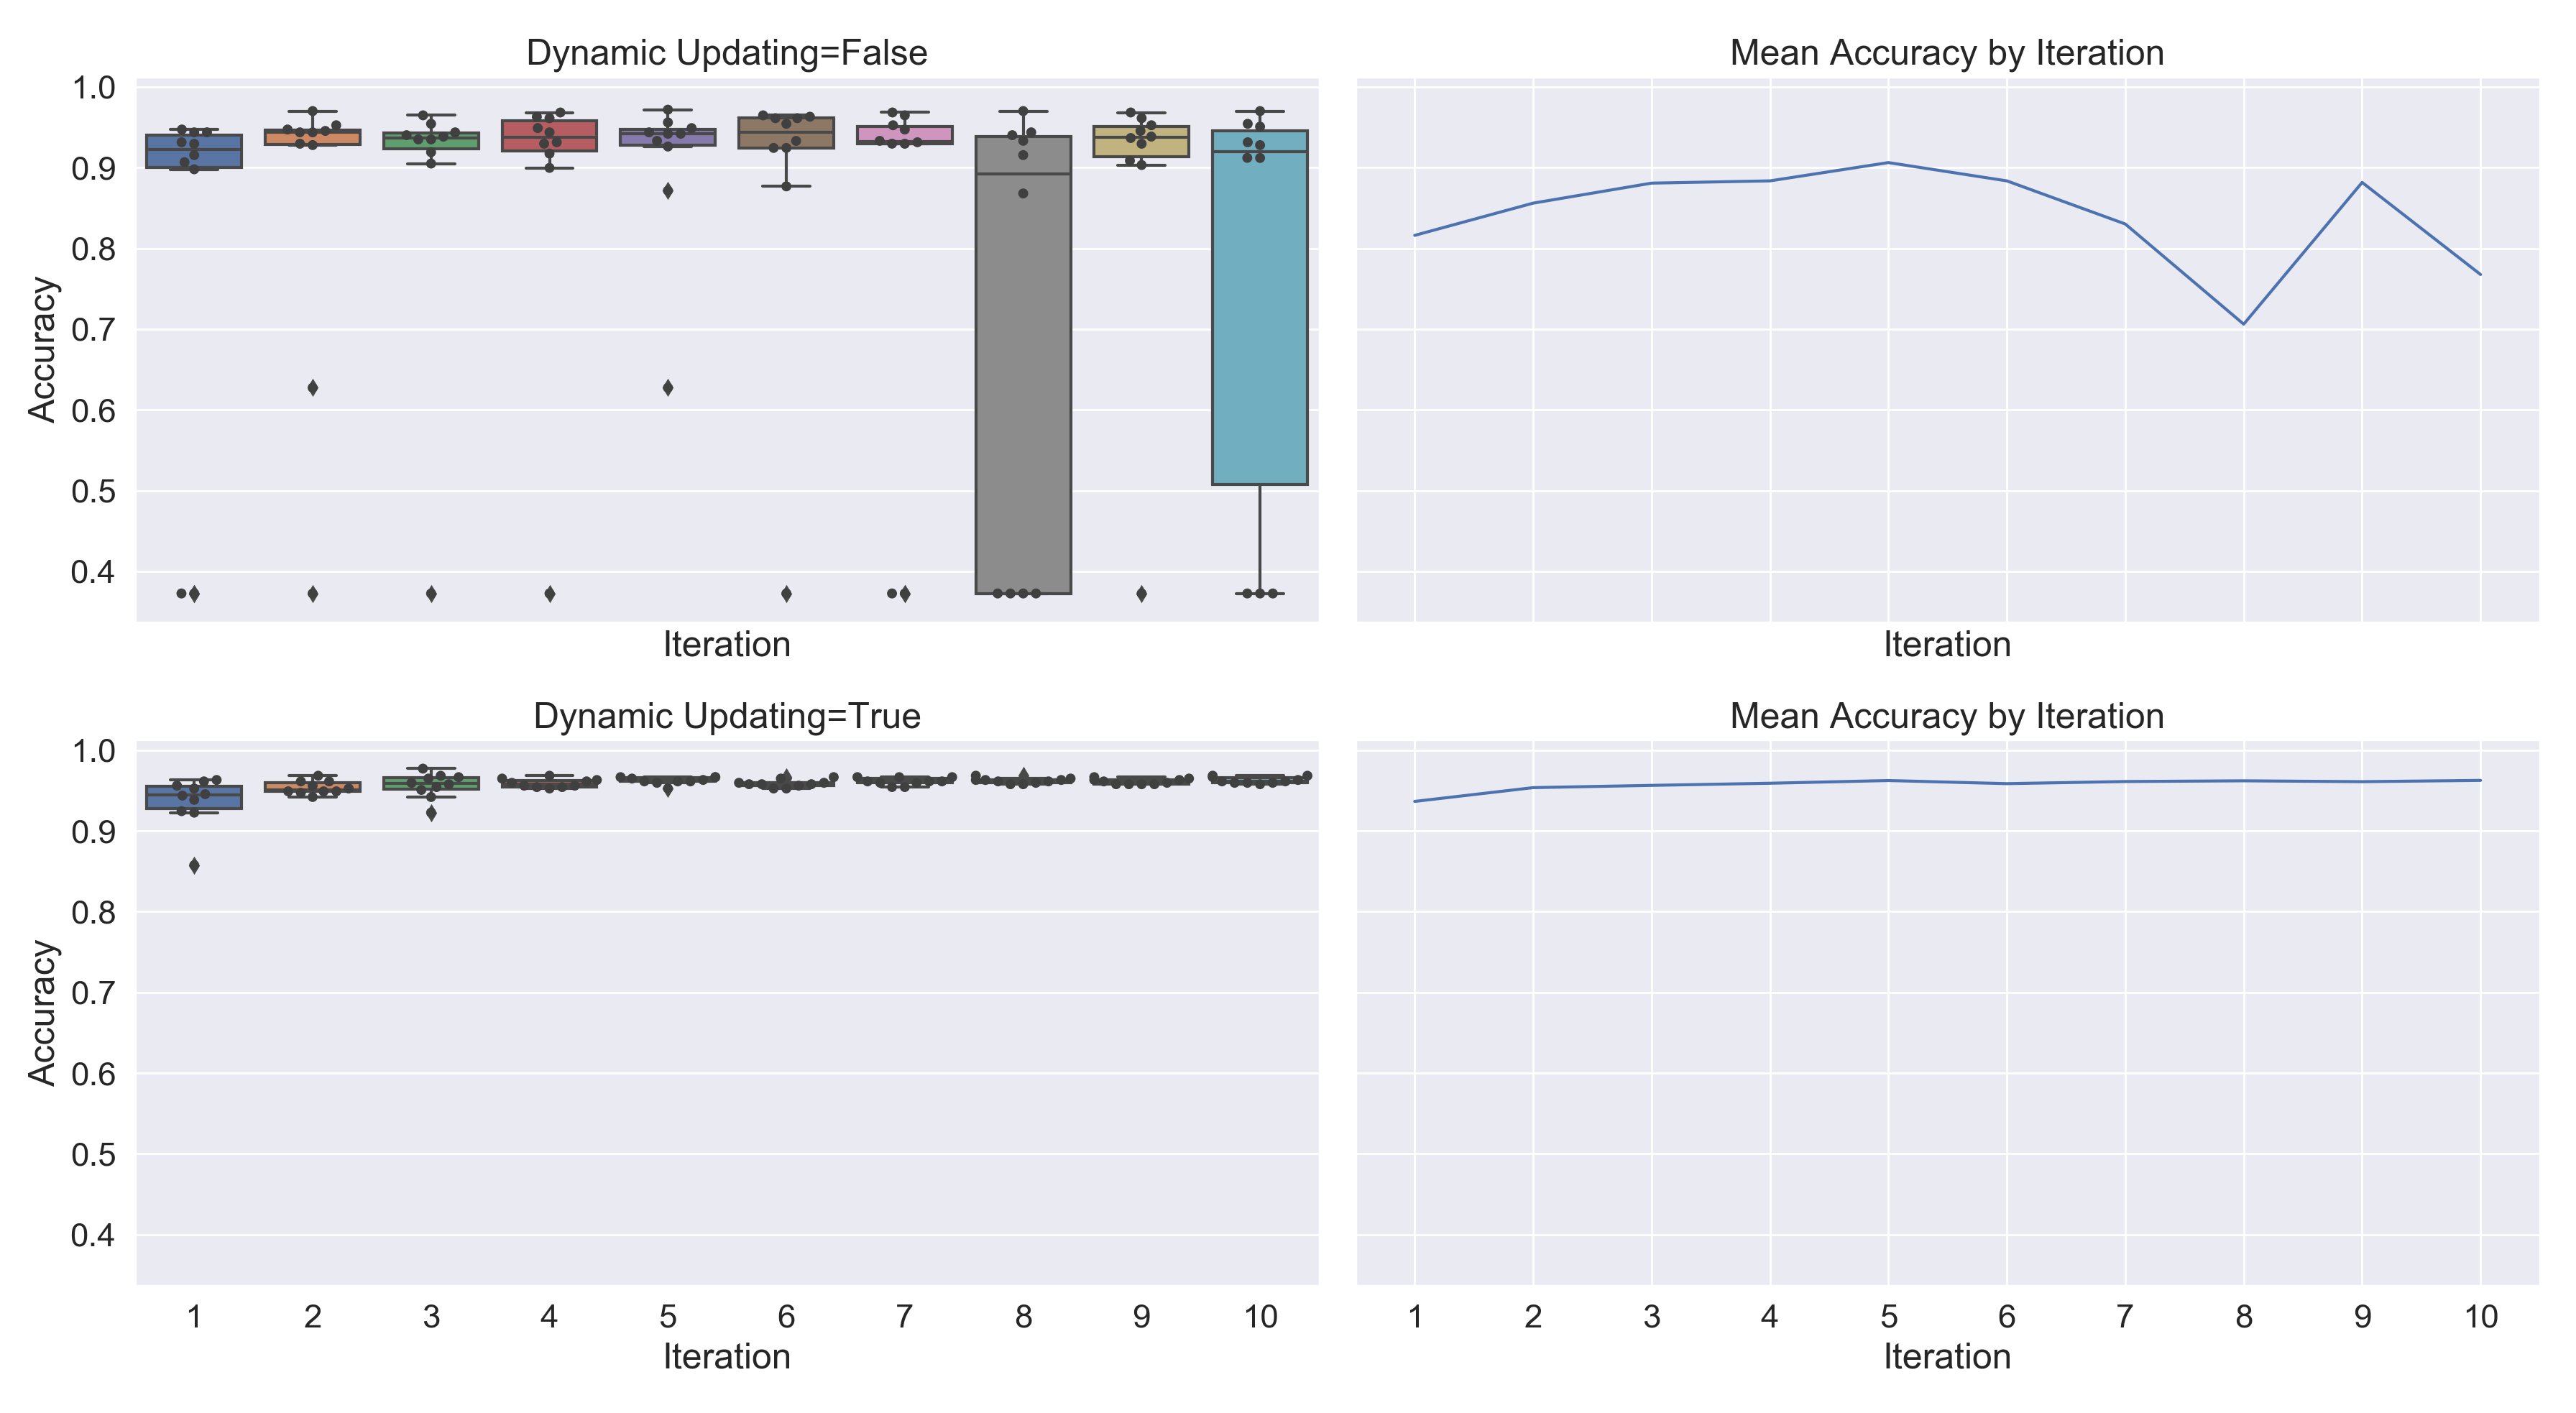 Dynamic Updating=False
Mean Accuracy by Iteration
1.0
0.9
0.8
0.7
0.6
0.5
0.4
Accuracy
Iteration
Iteration
Dynamic Updating=True
Mean Accuracy by Iteration
1.0
0.9
0.8
0.7
0.6
0.5
0.4
Accuracy
1 2 3 4 5 6 7 8 9 10
1 2 3 4 5 6 7 8 9 10
Iteration
Iteration